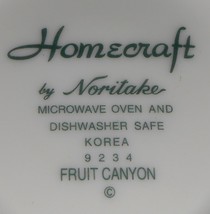 Homecraft
by Noritake
MICROWAVE OVEN AND
DISHWASHER SAFE
KOREA
9234
FRUIT CANYON
©